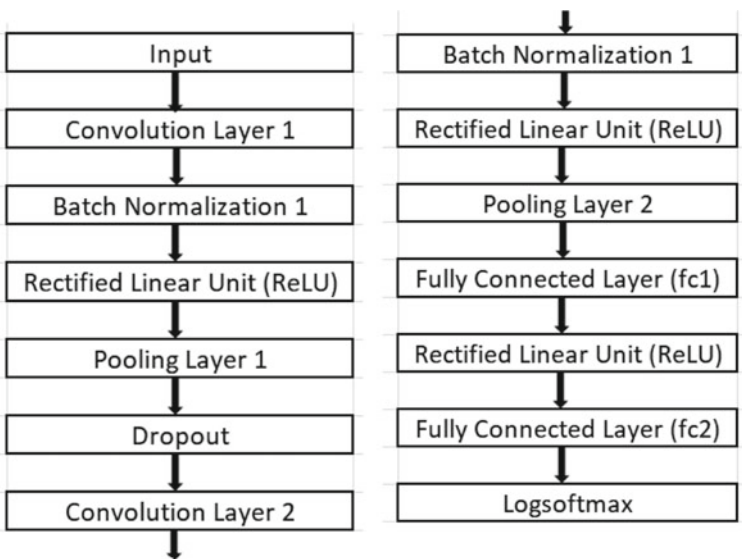 Input
Convolution Layer 1
Batch Normalization 1
Rectified Linear Unit (ReLU)
Pooling Layer 1
Dropout
Convolution Layer 2
Batch Normalization 1
Rectified Linear Unit (ReLU)
Pooling Layer 2
Fully Connected Layer (fc1)
Rectified Linear Unit (ReLU)
Fully Connected Layer (fc2)
Logsoftmax